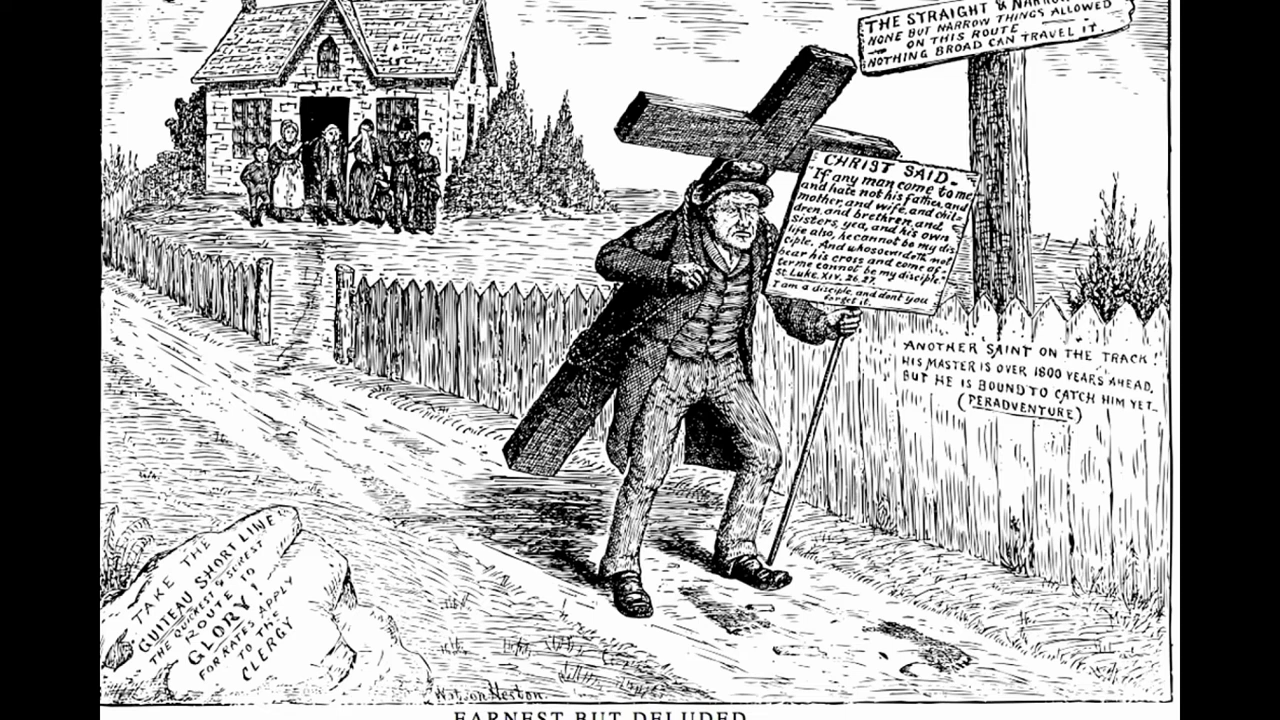 THE STRAIGHT & NARROW
NONE BUT NARROW THINGS ALLOWED
ON THIS ROUTE
NOTHING BROAD CAN TRAVEL IT.
CHRIST SAID-
"If any man come to me
and hate not his father, and
mother, and wife, and chil-
dren, and brethren, and
sisters, yea, and his own
life also, he cannot be my dis-
ciple, And whosoever doth not
bear his cross and come af-
ter me cannot be my disciple.
St. Luke, XIV, 26, 27.
I am a disciple, and dont you
forget it.
ANOTHER SAINT ON THE TRACK!
HIS MASTER IS OVER 1800 YEARS AHEAD,
BUT HE IS BOUND TO CATCH HIM YET-
(PERADVENTURE)
TAKE THE
GUITEAU SHORT LINE
THE QUICKEST & SUREST
ROUTE TO
GLORY!
FOR RATES APPLY
TO THE
CLERGY
Watson Heston.
EARNEST BUT DELUDED